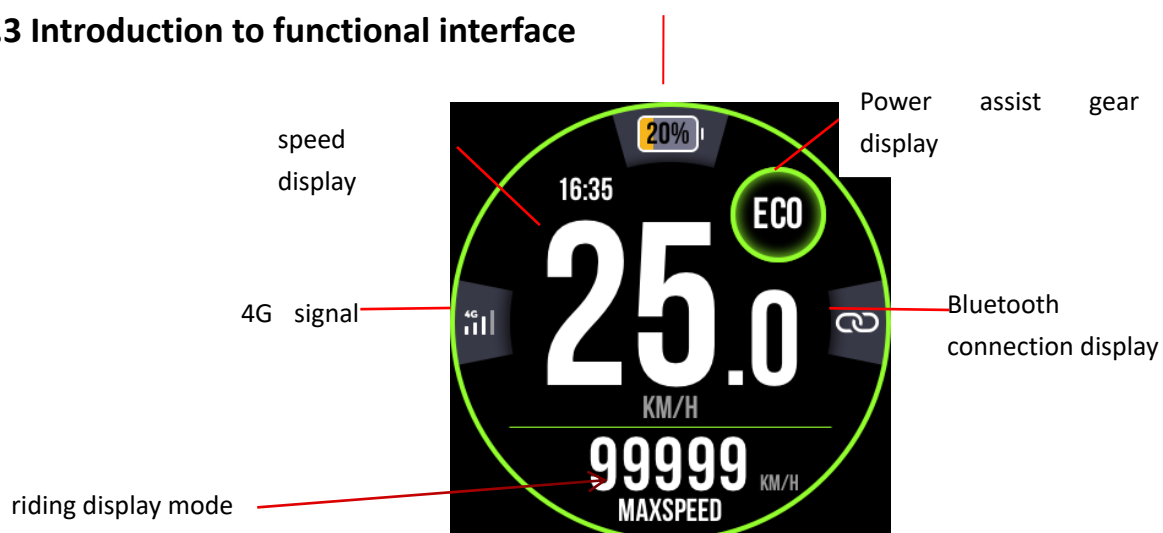 .3 Introduction to functional interface
Power assist gear
display
20%
speed
display
16:35
ECO
25.0
4G signal
4G
Bluetooth
connection display
KM/H
99999 KM/H
riding display mode
MAXSPEED